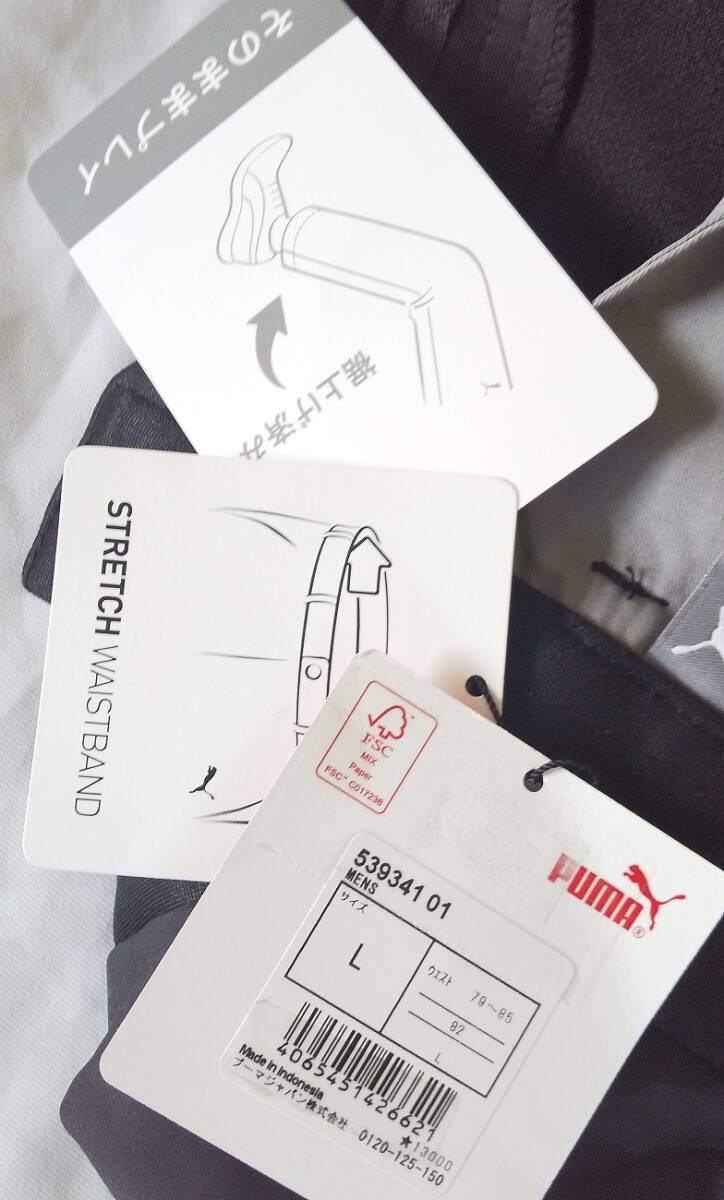 そのままプレイ
裾上げ済み
STRETCH WAISTBAND
FSC
MIX
Paper
FSC™ C017236
PUMA®
539341 01
MENS
サイズ
L
ウエスト 79〜85
82
L
4065451426621
Made in Indonesia
プーマジャパン株式会社 0120-125-150
★13000